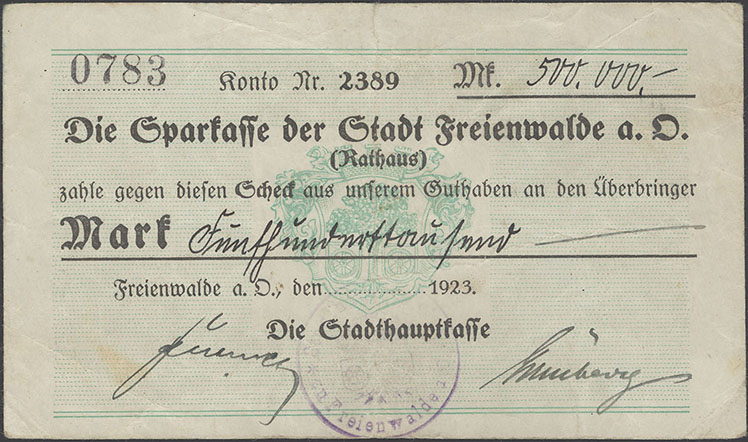 0783 Konto Nr. 2389 Mk. 500.000,-
Die Sparkasse der Stadt Freienwalde a. O.
(Rathaus)
zahle gegen diesen Scheck aus unserem Guthaben an den Überbringer
Mark Fünfhunderttausend
Freienwalde a. O., den ............ 1923.
Die Stadthauptkasse
Freienwalde